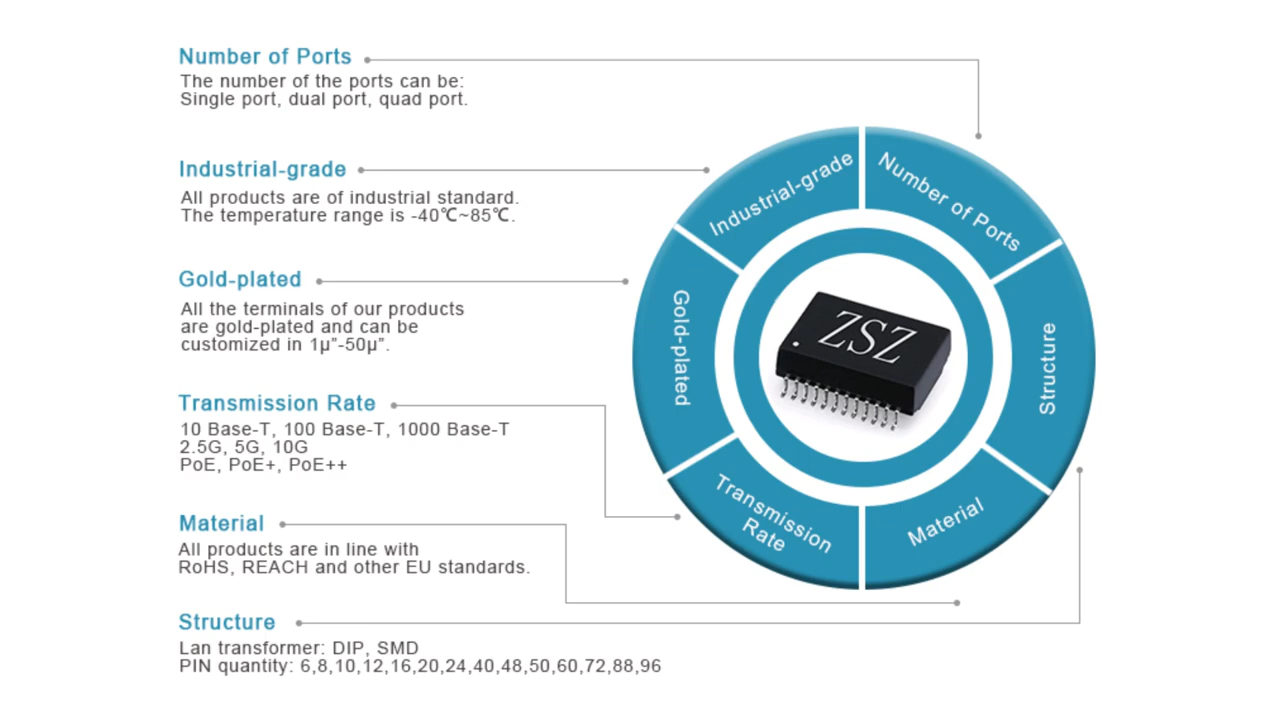 Number of Ports
The number of the ports can be:
Single port, dual port, quad port.
Industrial-grade
All products are of industrial standard.
The temperature range is -40℃~85℃.
Gold-plated
All the terminals of our products
are gold-plated and can be
customized in 1μ"-50μ".
Transmission Rate
10 Base-T, 100 Base-T, 1000 Base-T
2.5G, 5G, 10G
PoE, PoE+, PoE++
Material
All products are in line with
RoHS, REACH and other EU standards.
Structure
Lan transformer: DIP, SMD
PIN quantity: 6,8,10,12,16,20,24,40,48,50,60,72,88,96
Industrial-grade
Number of Ports
Gold-plated
Structure
Transmission
Rate
Material
ZSZ